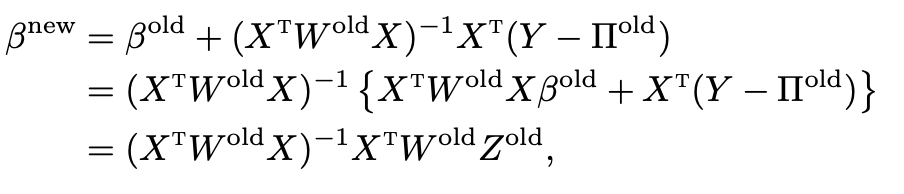 β^new = β^old + (X^T W^old X)^−1 X^T (Y − Π^old)
= (X^T W^old X)^−1 {X^T W^old X β^old + X^T (Y − Π^old)}
= (X^T W^old X)^−1 X^T W^old Z^old,